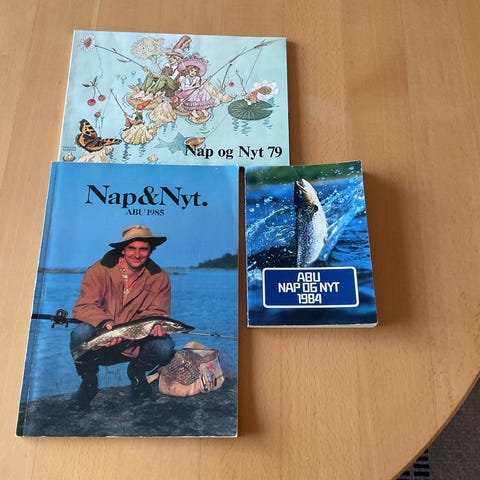 Nap og Nyt 79
Nap&Nyt.
ABU 1985
ABU
NAP OG NYT
1984